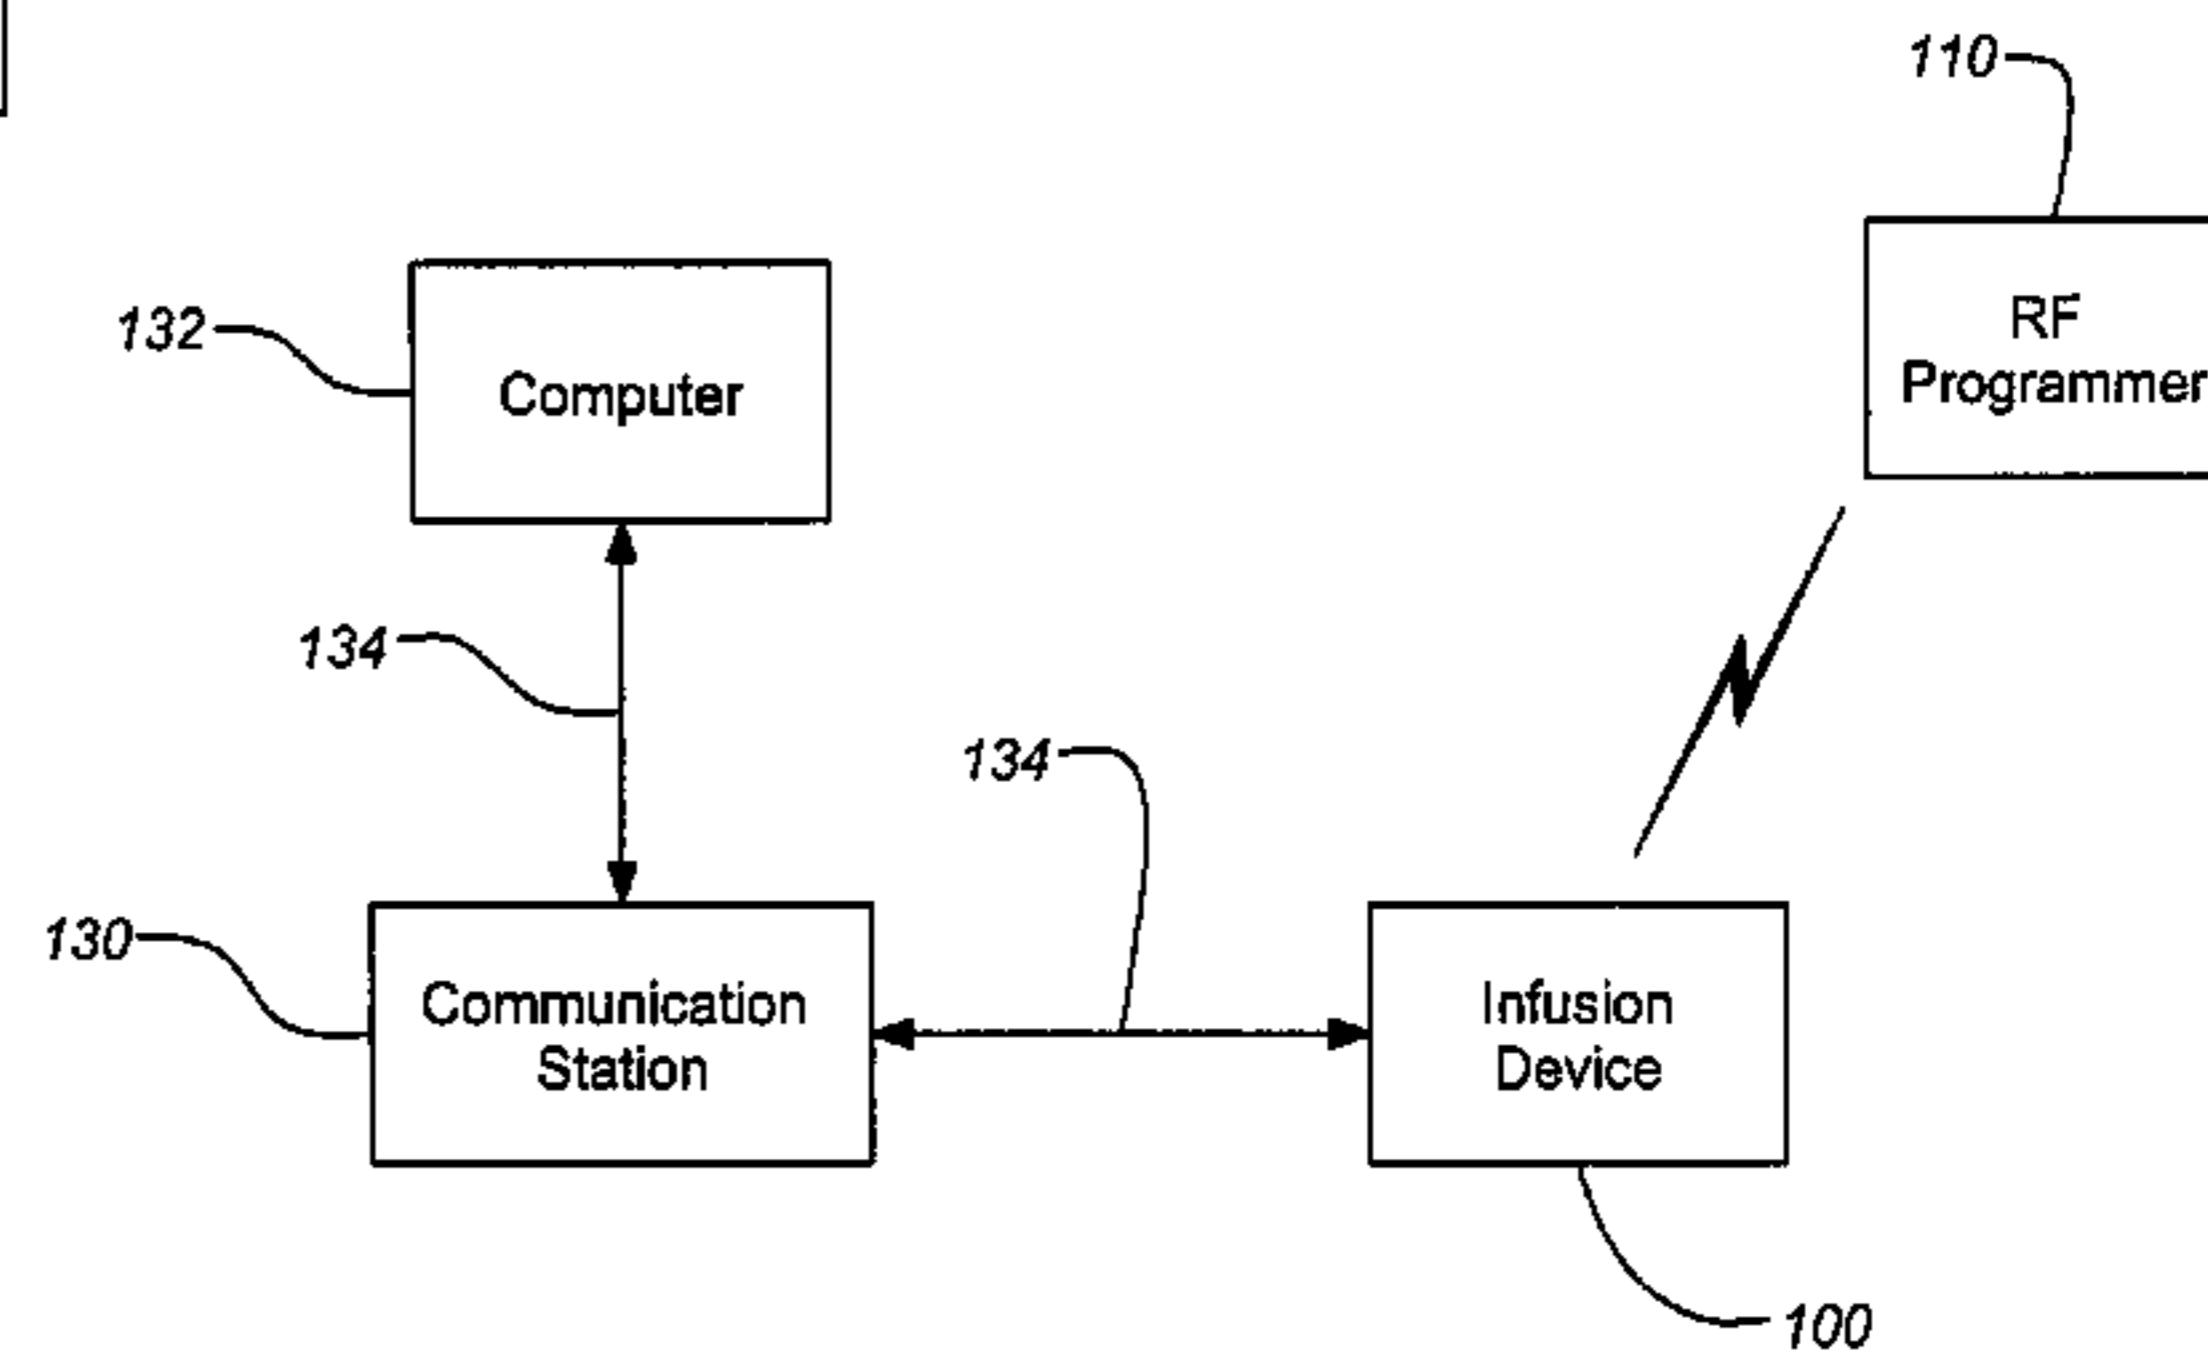 110
RF
Programmer
132
Computer
134
134
130
Communication
Station
Infusion
Device
100